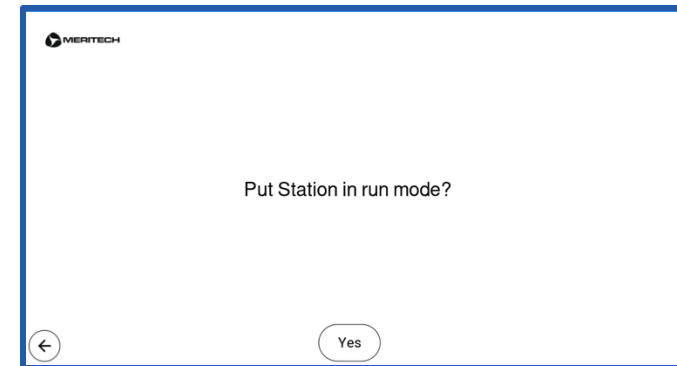 MERITECH
Put Station in run mode?
Yes